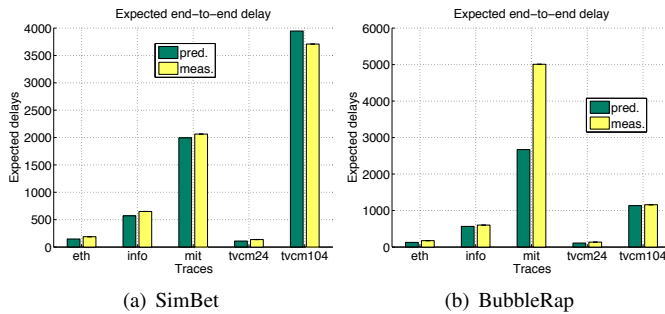 Expected end−to−end delay
4000
3500
3000
2500
2000
1500
1000
500
0
Expected delays
pred.
meas.
eth info mit tvcm24 tvcm104
Traces
(a) SimBet
Expected end−to−end delay
6000
5000
4000
3000
2000
1000
0
Expected delays
pred.
meas.
eth info mit tvcm24 tvcm104
Traces
(b) BubbleRap